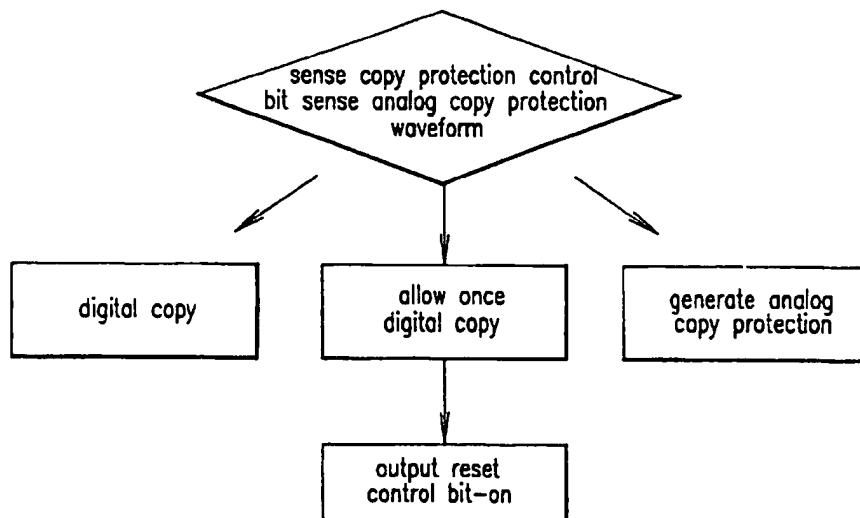 sense copy protection control
bit sense analog copy protection
waveform
digital copy
allow once
digital copy
generate analog
copy protection
output reset
control bit-on